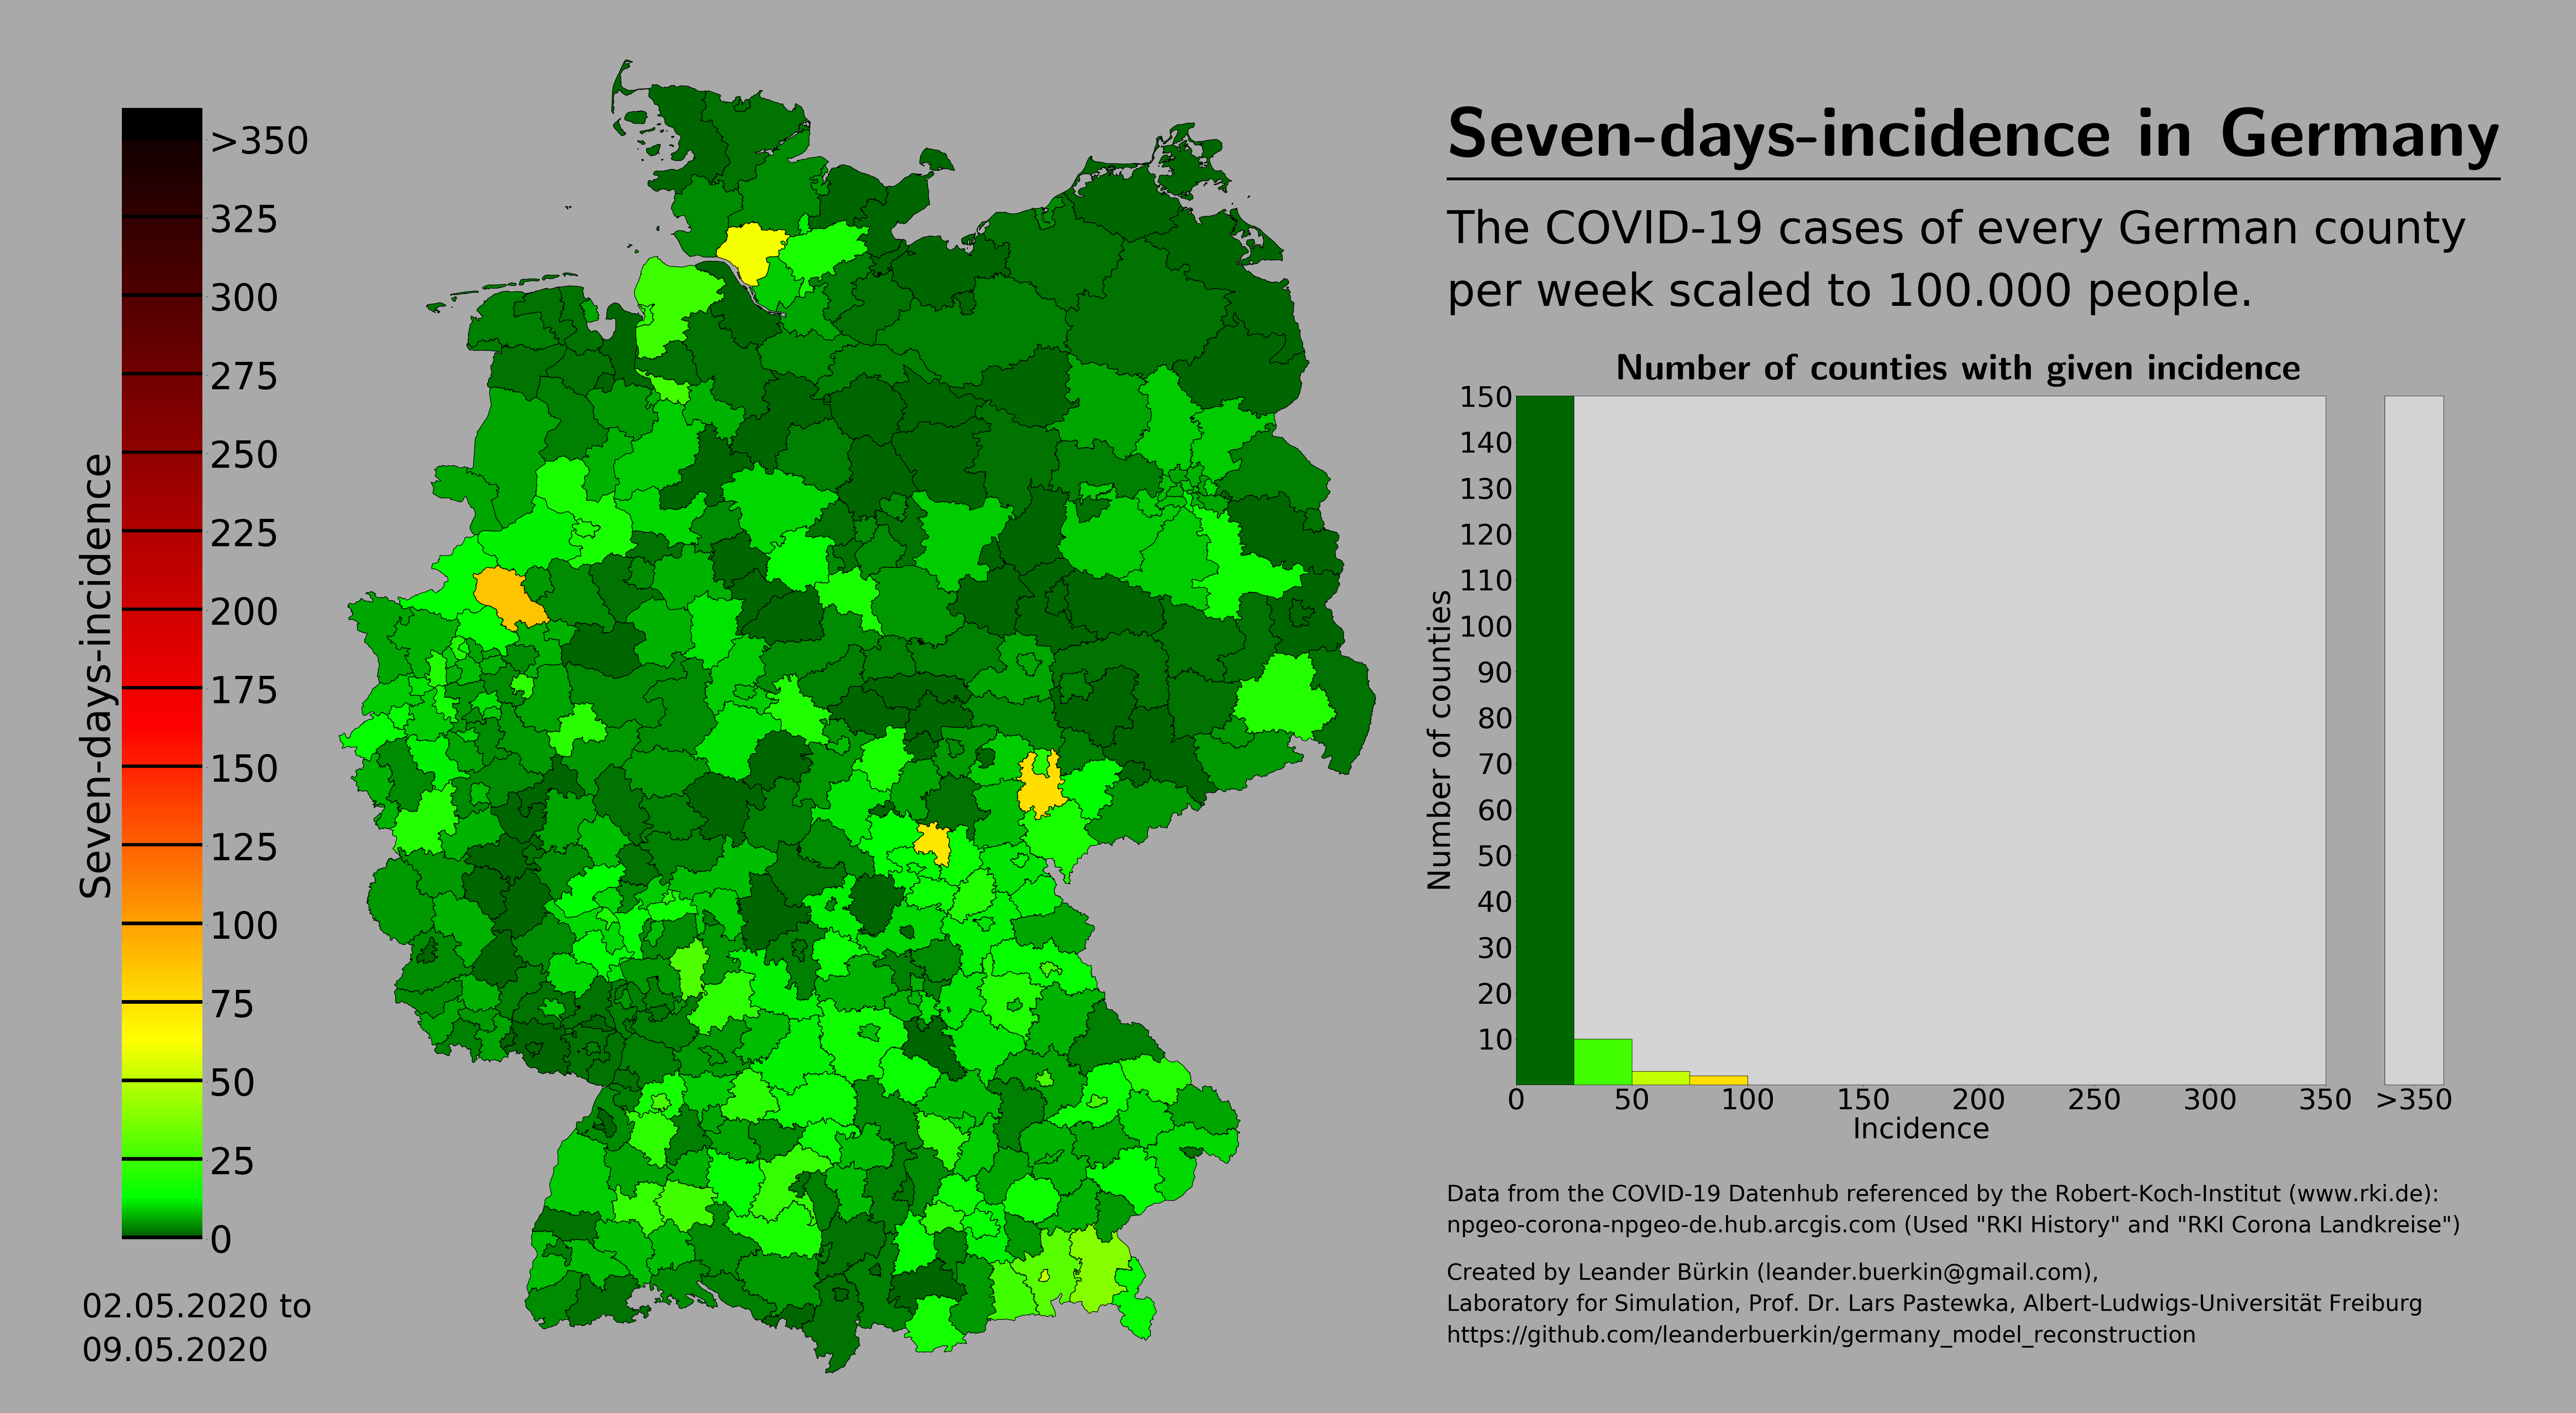 Seven-days-incidence in Germany
The COVID-19 cases of every German county
per week scaled to 100.000 people.
Seven-days-incidence
>350
325
300
275
250
225
200
175
150
125
100
75
50
25
0
02.05.2020 to
09.05.2020
Number of counties with given incidence
Number of counties
150
140
130
120
110
100
90
80
70
60
50
40
30
20
10
0 50 100 150 200 250 300 350 >350
Incidence
Data from the COVID-19 Datenhub referenced by the Robert-Koch-Institut (www.rki.de):
npgeo-corona-npgeo-de.hub.arcgis.com (Used "RKI History" and "RKI Corona Landkreise")
Created by Leander Bürkin (leander.buerkin@gmail.com),
Laboratory for Simulation, Prof. Dr. Lars Pastewka, Albert-Ludwigs-Universität Freiburg
https://github.com/leanderbuerkin/germany_model_reconstruction